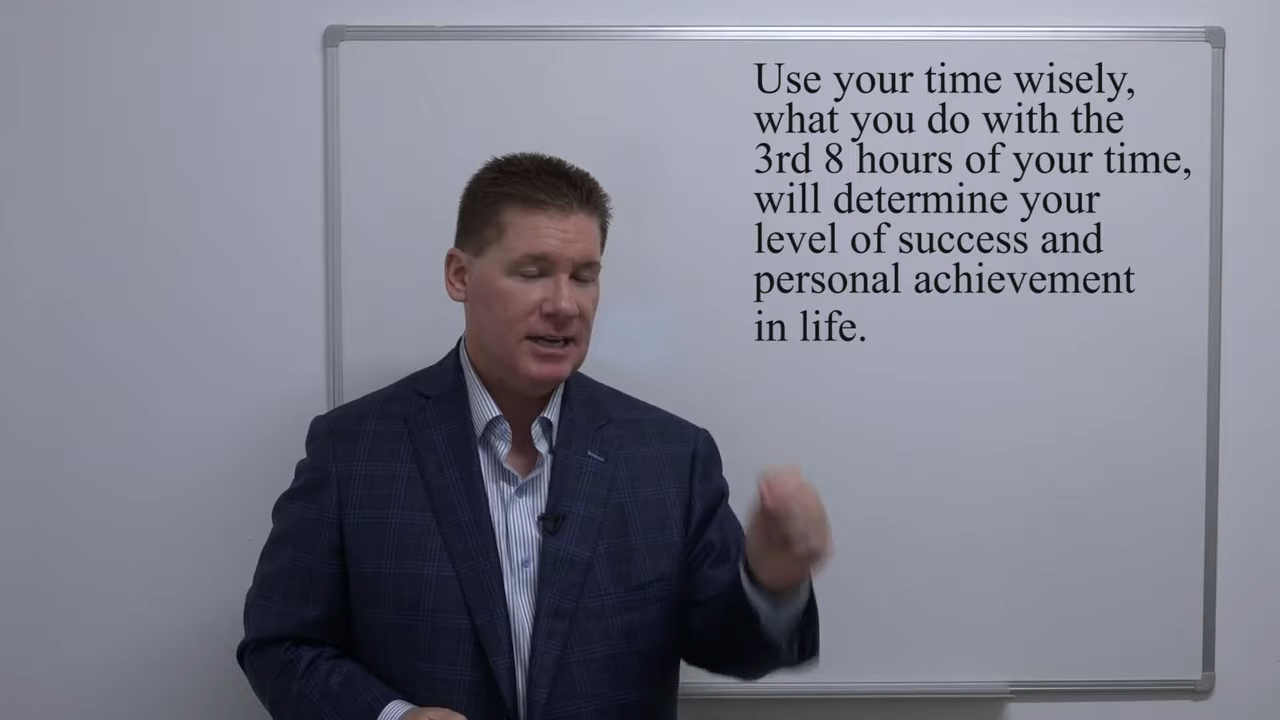 Use your time wisely,
what you do with the
3rd 8 hours of your time,
will determine your
level of success and
personal achievement
in life.